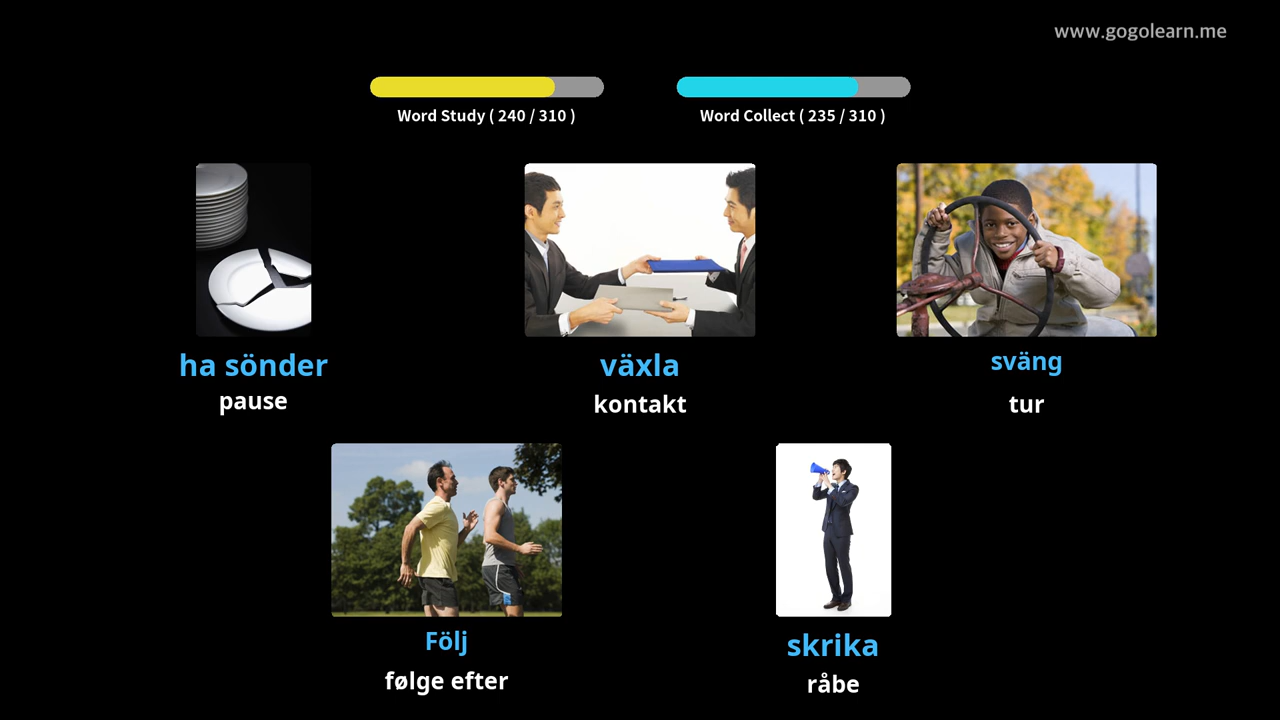 www.gogolearn.me
Word Study ( 240 / 310 )
Word Collect ( 235 / 310 )
ha sönder
pause
växla
kontakt
sväng
tur
Följ
følge efter
skrika
råbe